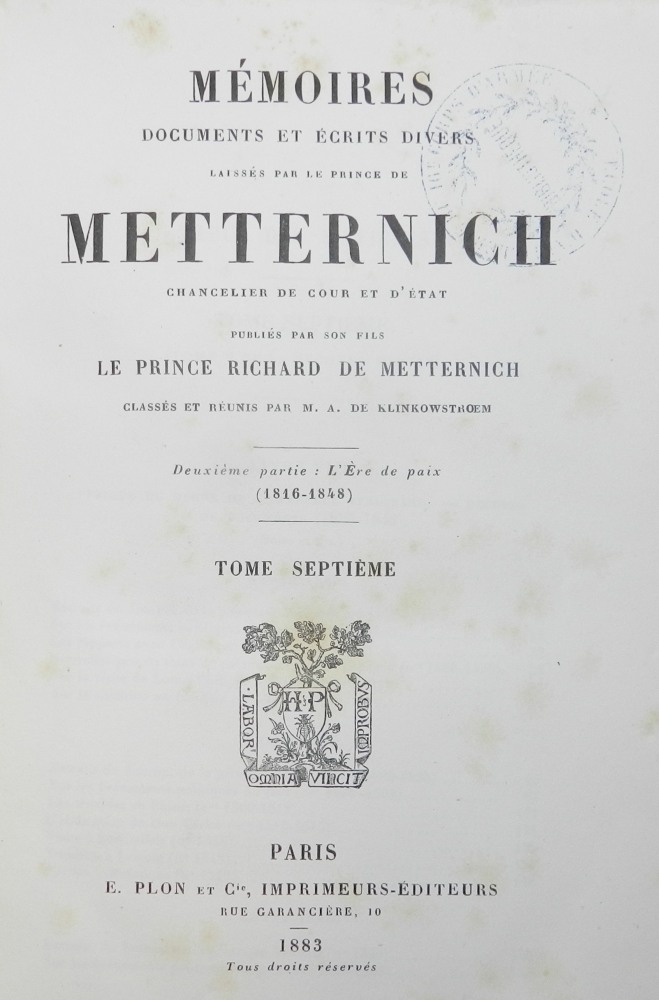 MÉMOIRES
DOCUMENTS ET ÉCRITS DIVERS
LAISSÉS PAR LE PRINCE DE
METTERNICH
CHANCELIER DE COUR ET D'ÉTAT
PUBLIÉS PAR SON FILS
LE PRINCE RICHARD DE METTERNICH
CLASSÉS ET RÉUNIS PAR M. A. DE KLINKOWSTROEM
Deuxième partie : L'Ère de paix
(1816-1848)
TOME SEPTIÈME
H P
LABOR
IMPROBUS
OMNIA VINCIT
PARIS
E. PLON ET Cie, IMPRIMEURS-ÉDITEURS
RUE GARANCIÈRE, 10
1883
Tous droits réservés